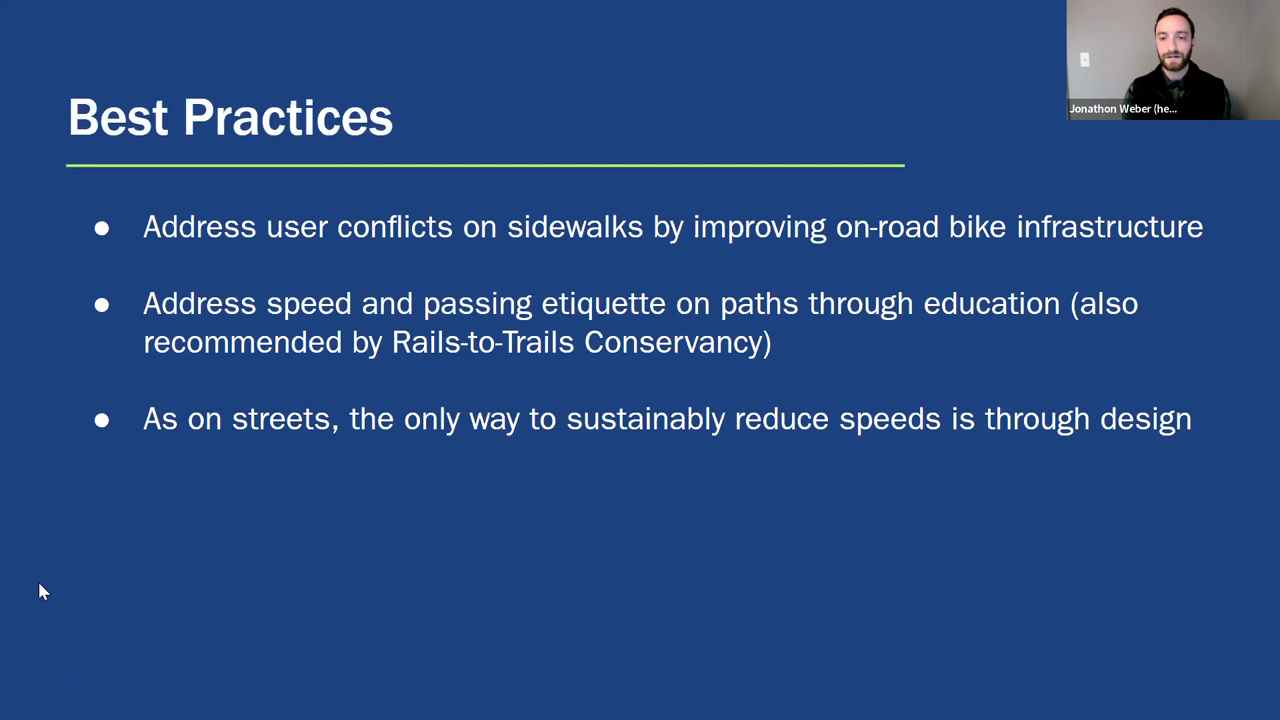 Best Practices
● Address user conflicts on sidewalks by improving on-road bike infrastructure
● Address speed and passing etiquette on paths through education (also
recommended by Rails-to-Trails Conservancy)
● As on streets, the only way to sustainably reduce speeds is through design
Jonathon Weber (he...